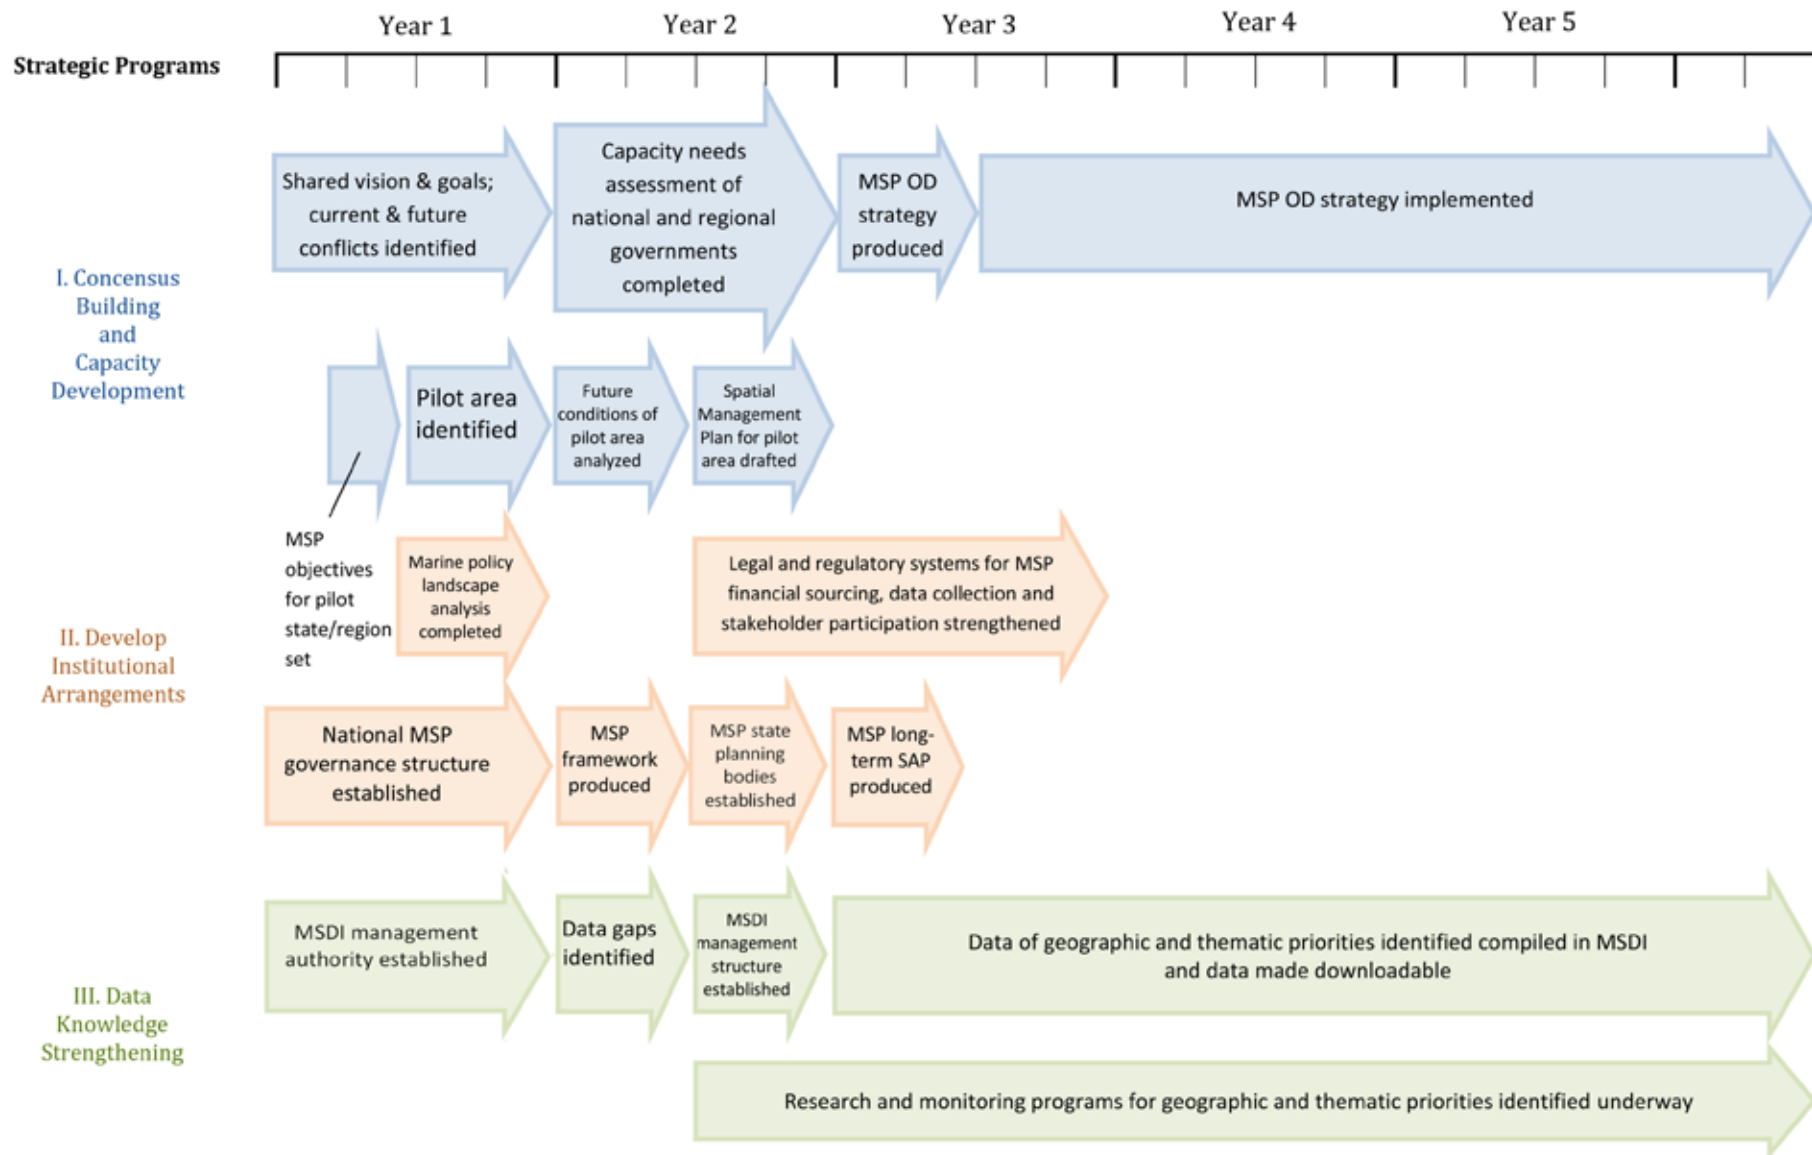 Year 1
Year 2
Year 3
Year 4
Year 5
Strategic Programs
I. Concensus
Building
and
Capacity
Development
Shared vision & goals;
current & future
conflicts identified
Capacity needs
assessment of
national and regional
governments
completed
MSP OD
strategy
produced
MSP OD strategy implemented
MSP
objectives
for pilot
state/region
set
Pilot area
identified
Future
conditions of
pilot area
analyzed
Spatial
Management
Plan for pilot
area drafted
II. Develop
Institutional
Arrangements
Marine policy
landscape
analysis
completed
Legal and regulatory systems for MSP
financial sourcing, data collection and
stakeholder participation strengthened
National MSP
governance structure
established
MSP
framework
produced
MSP state
planning
bodies
established
MSP long-
term SAP
produced
III. Data
Knowledge
Strengthening
MSDI management
authority established
Data gaps
identified
MSDI
management
structure
established
Data of geographic and thematic priorities identified compiled in MSDI
and data made downloadable
Research and monitoring programs for geographic and thematic priorities identified underway